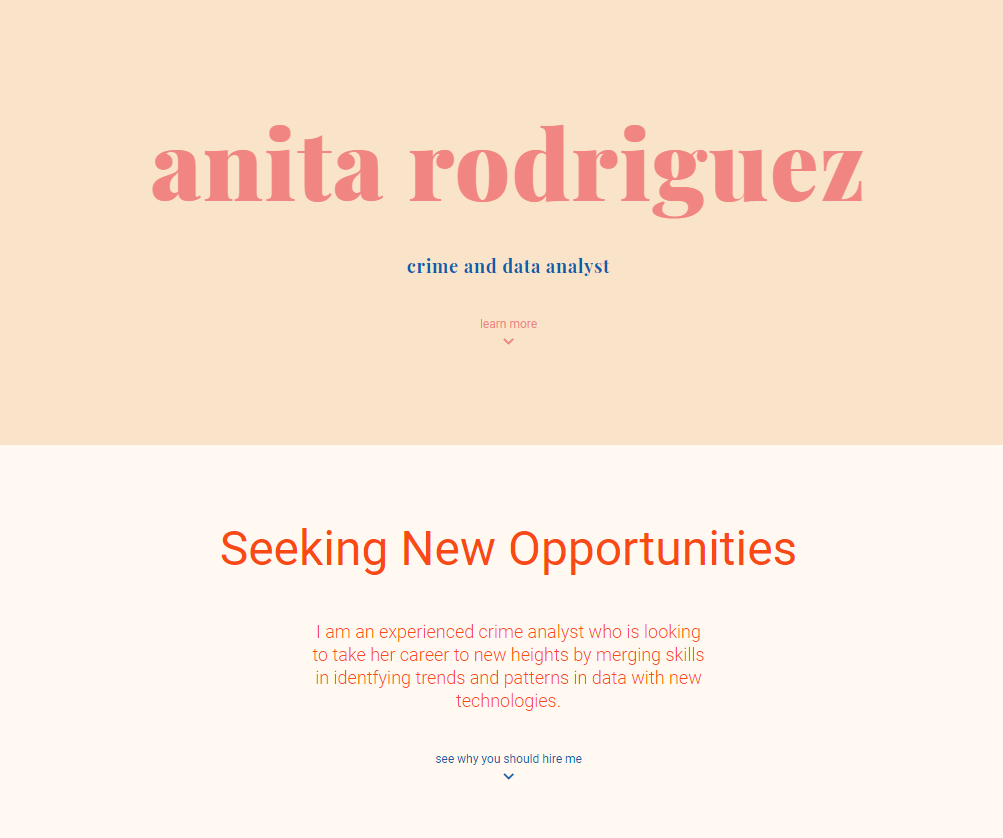 anita rodriguez
crime and data analyst
learn more
Seeking New Opportunities
I am an experienced crime analyst who is looking
to take her career to new heights by merging skills
in identfying trends and patterns in data with new
technologies.
see why you should hire me